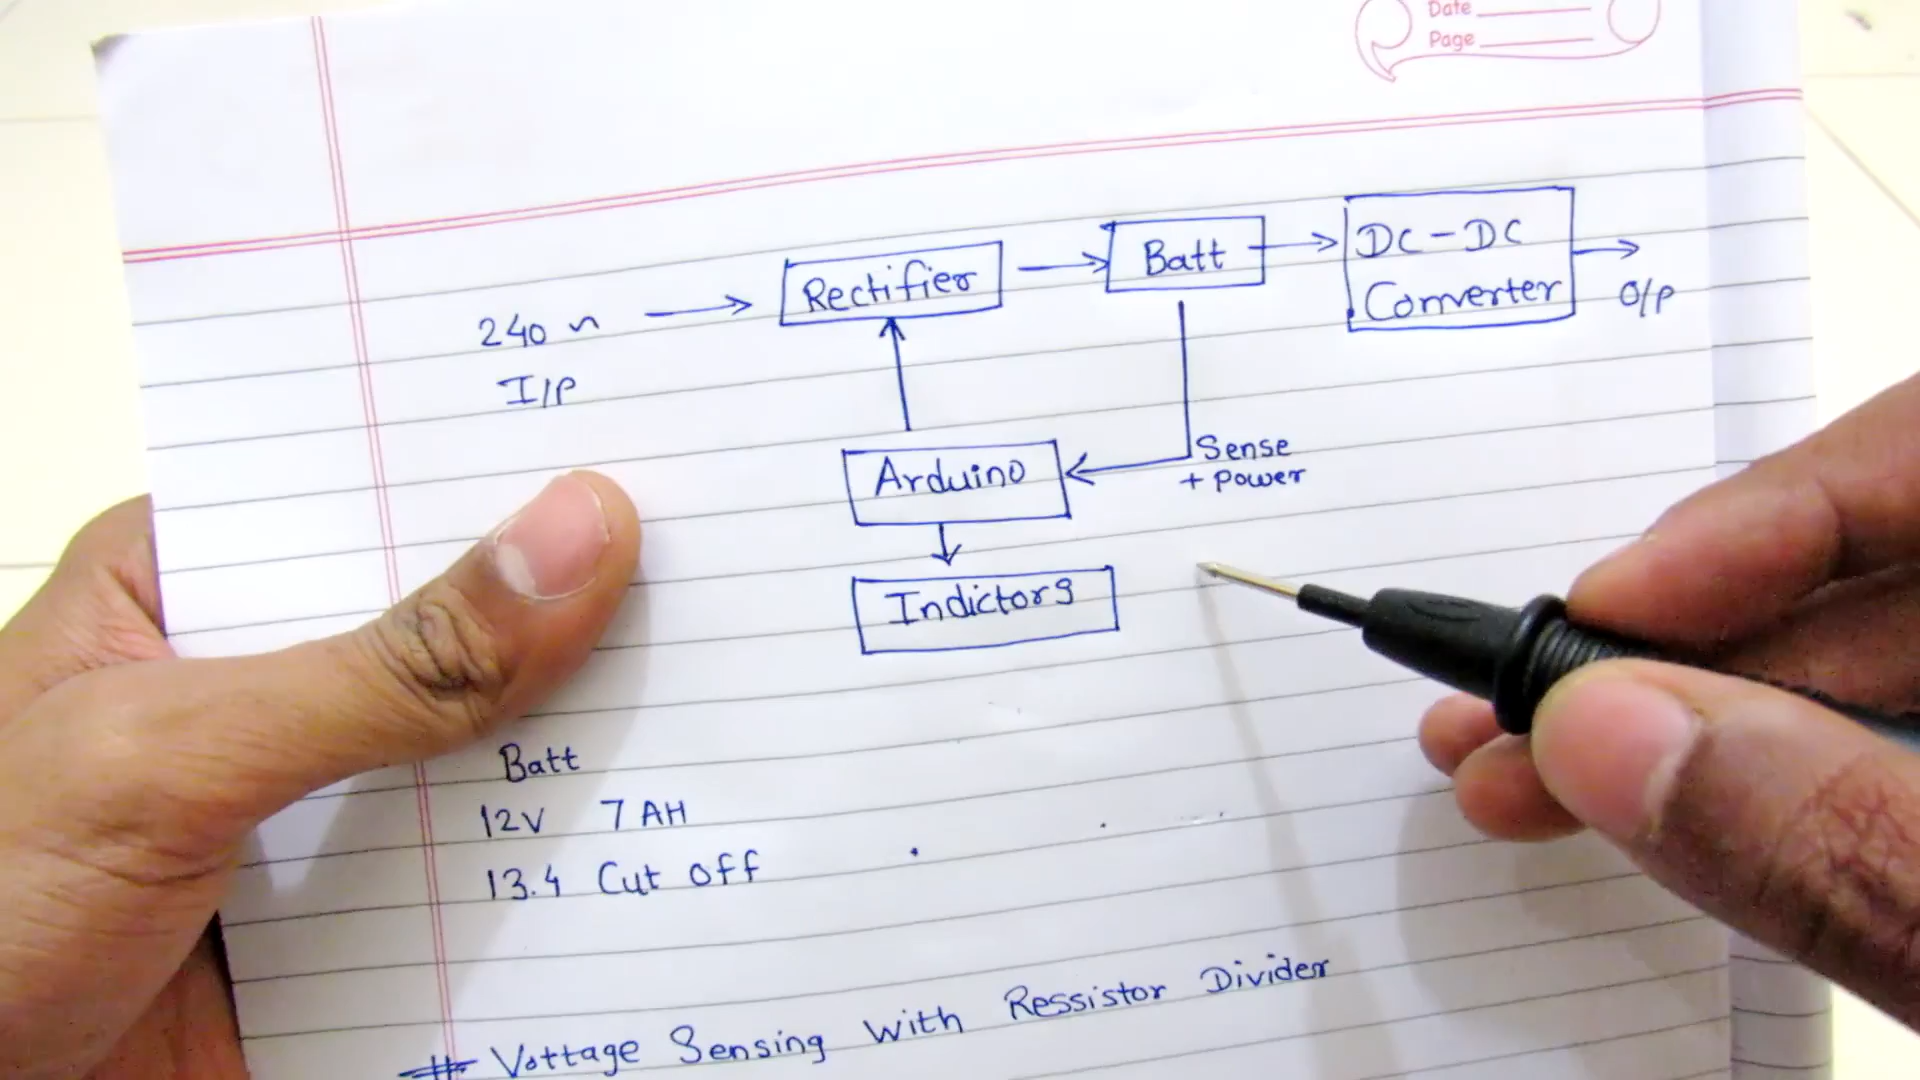 Date
Page
240 ~
I/P
Rectifier
Batt
DC-DC
Converter
O/P
Arduino
Sense
+ power
Indictors
Batt
12V 7 AH
13.4 Cut off
# Vottage Sensing with Ressistor Divider